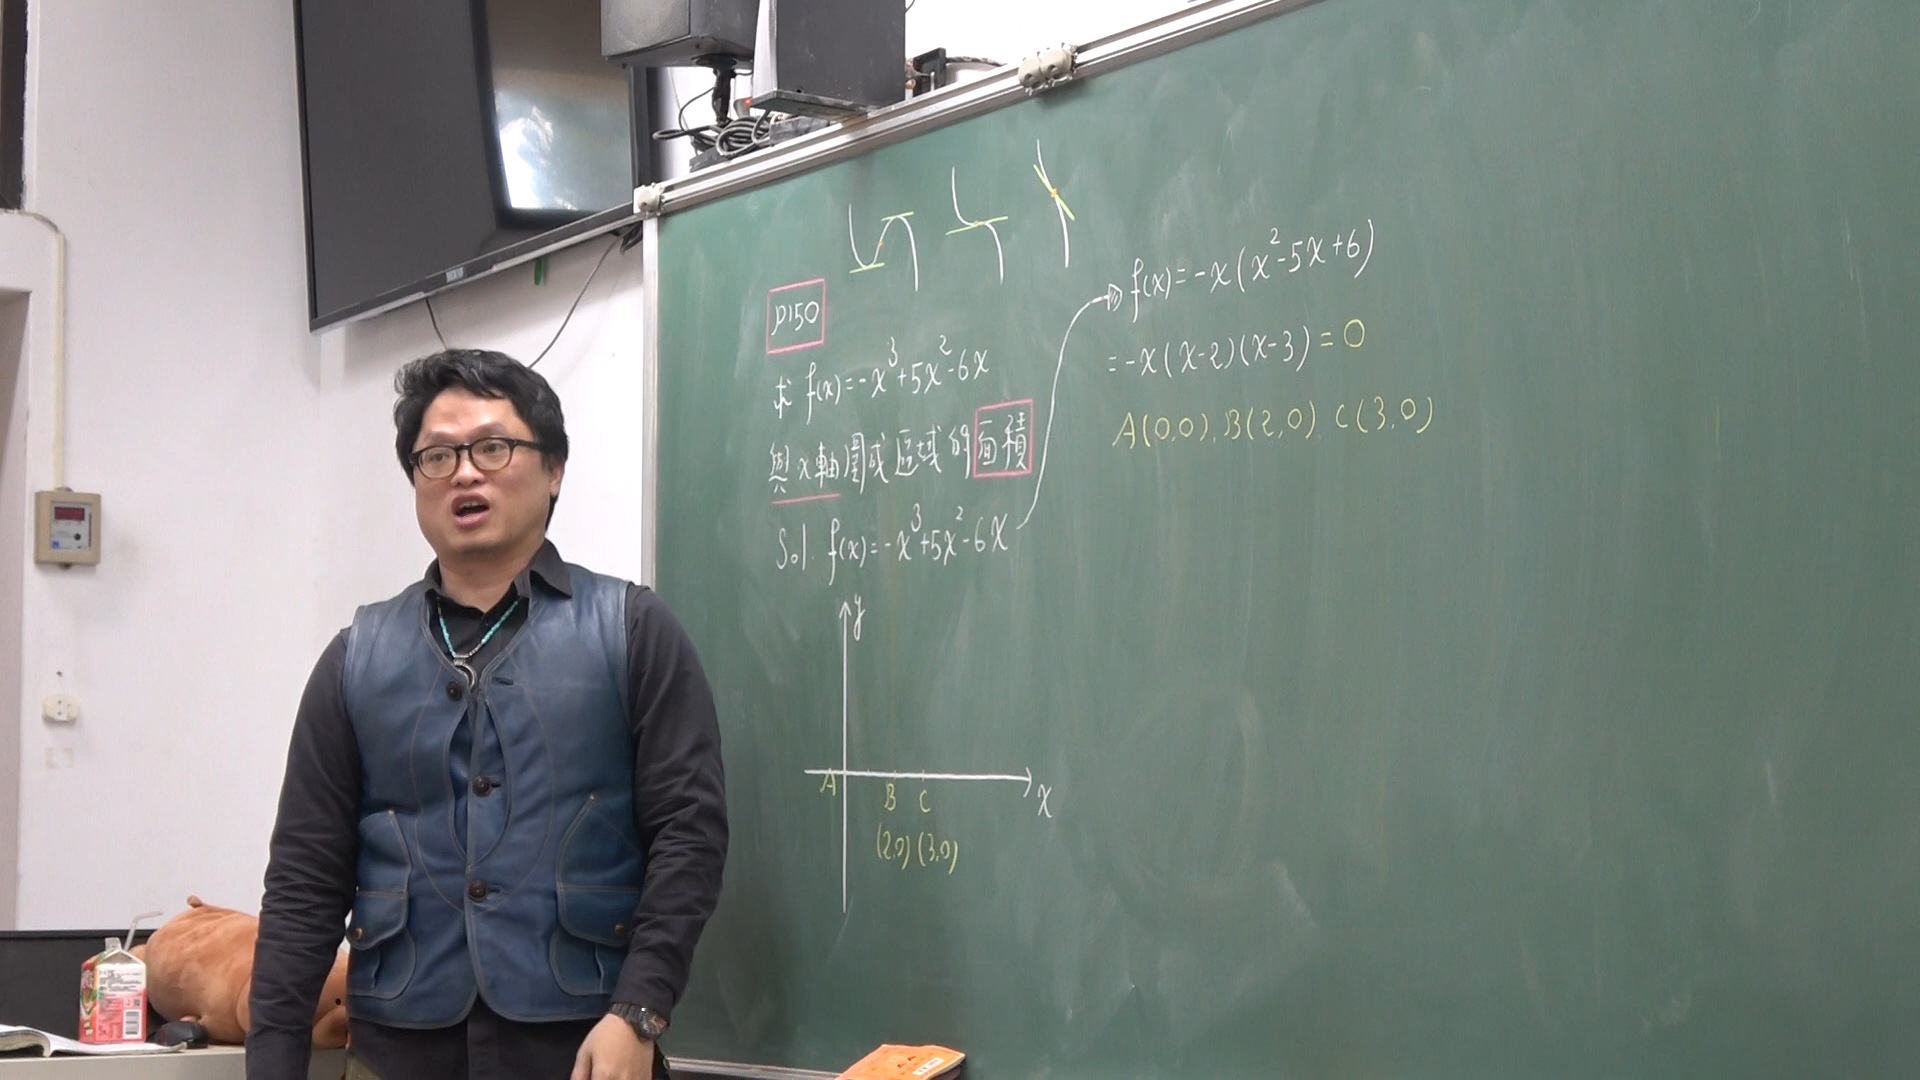 P150
求 f(x)=-x³+5x²-6x
與x軸圍成區域的面積
Sol. f(x)=-x³+5x²-6x
y
x
A
B C
(2,0) (3,0)
f(x)=-x(x²-5x+6)
=-x(x-2)(x-3)=0
A(0,0), B(2,0), C(3,0)